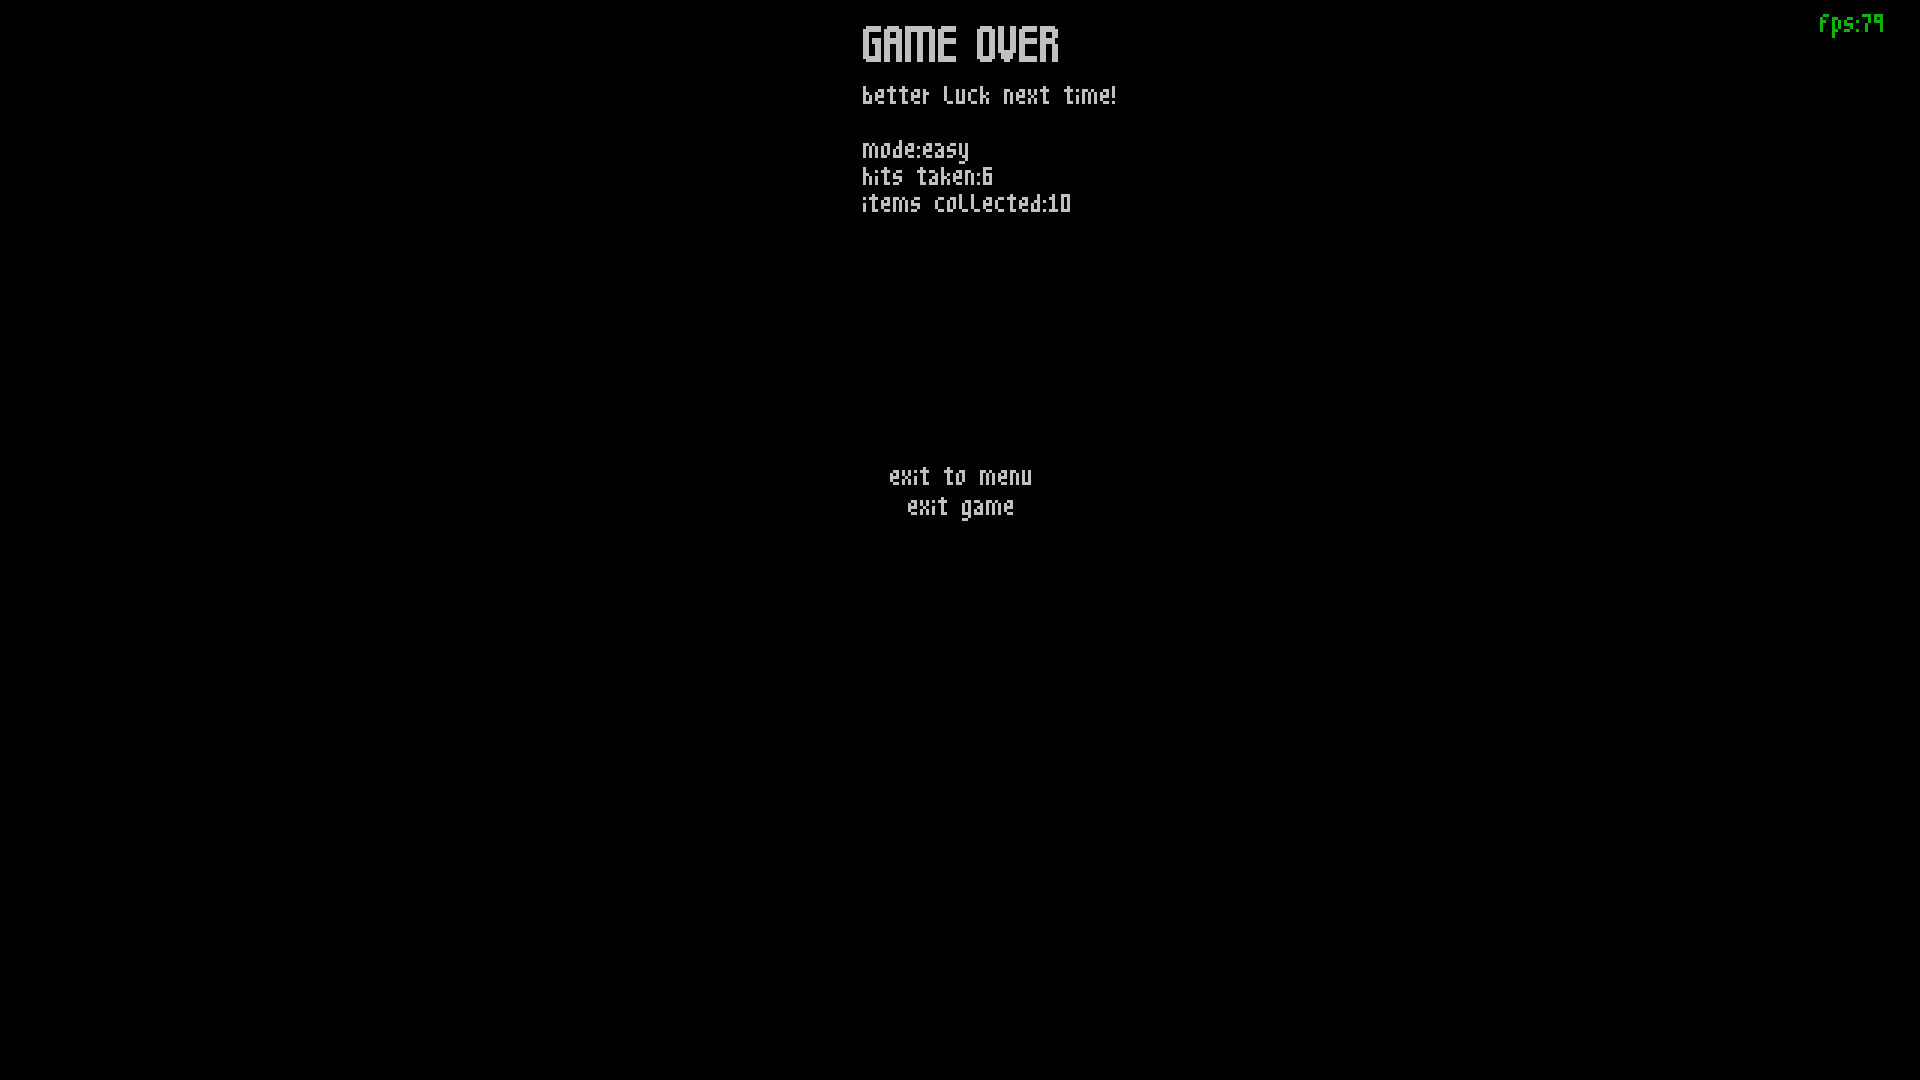 GAME OVER
fps:79
better luck next time!
mode:easy
hits taken:6
items collected:10
exit to menu
exit game